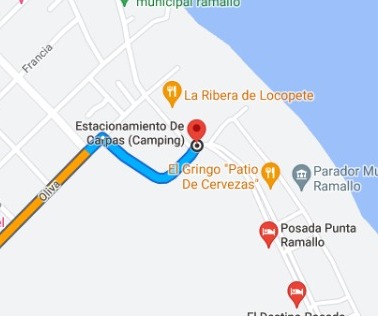 municipal ramallo
Francia
La Ribera de Locopete
Estacionamiento De
Carpas (Camping)
El Gringo "Patio
De Cervezas"
Parador Mu
Ramallo
Oliva
Posada Punta
Ramallo
El Destino Posada